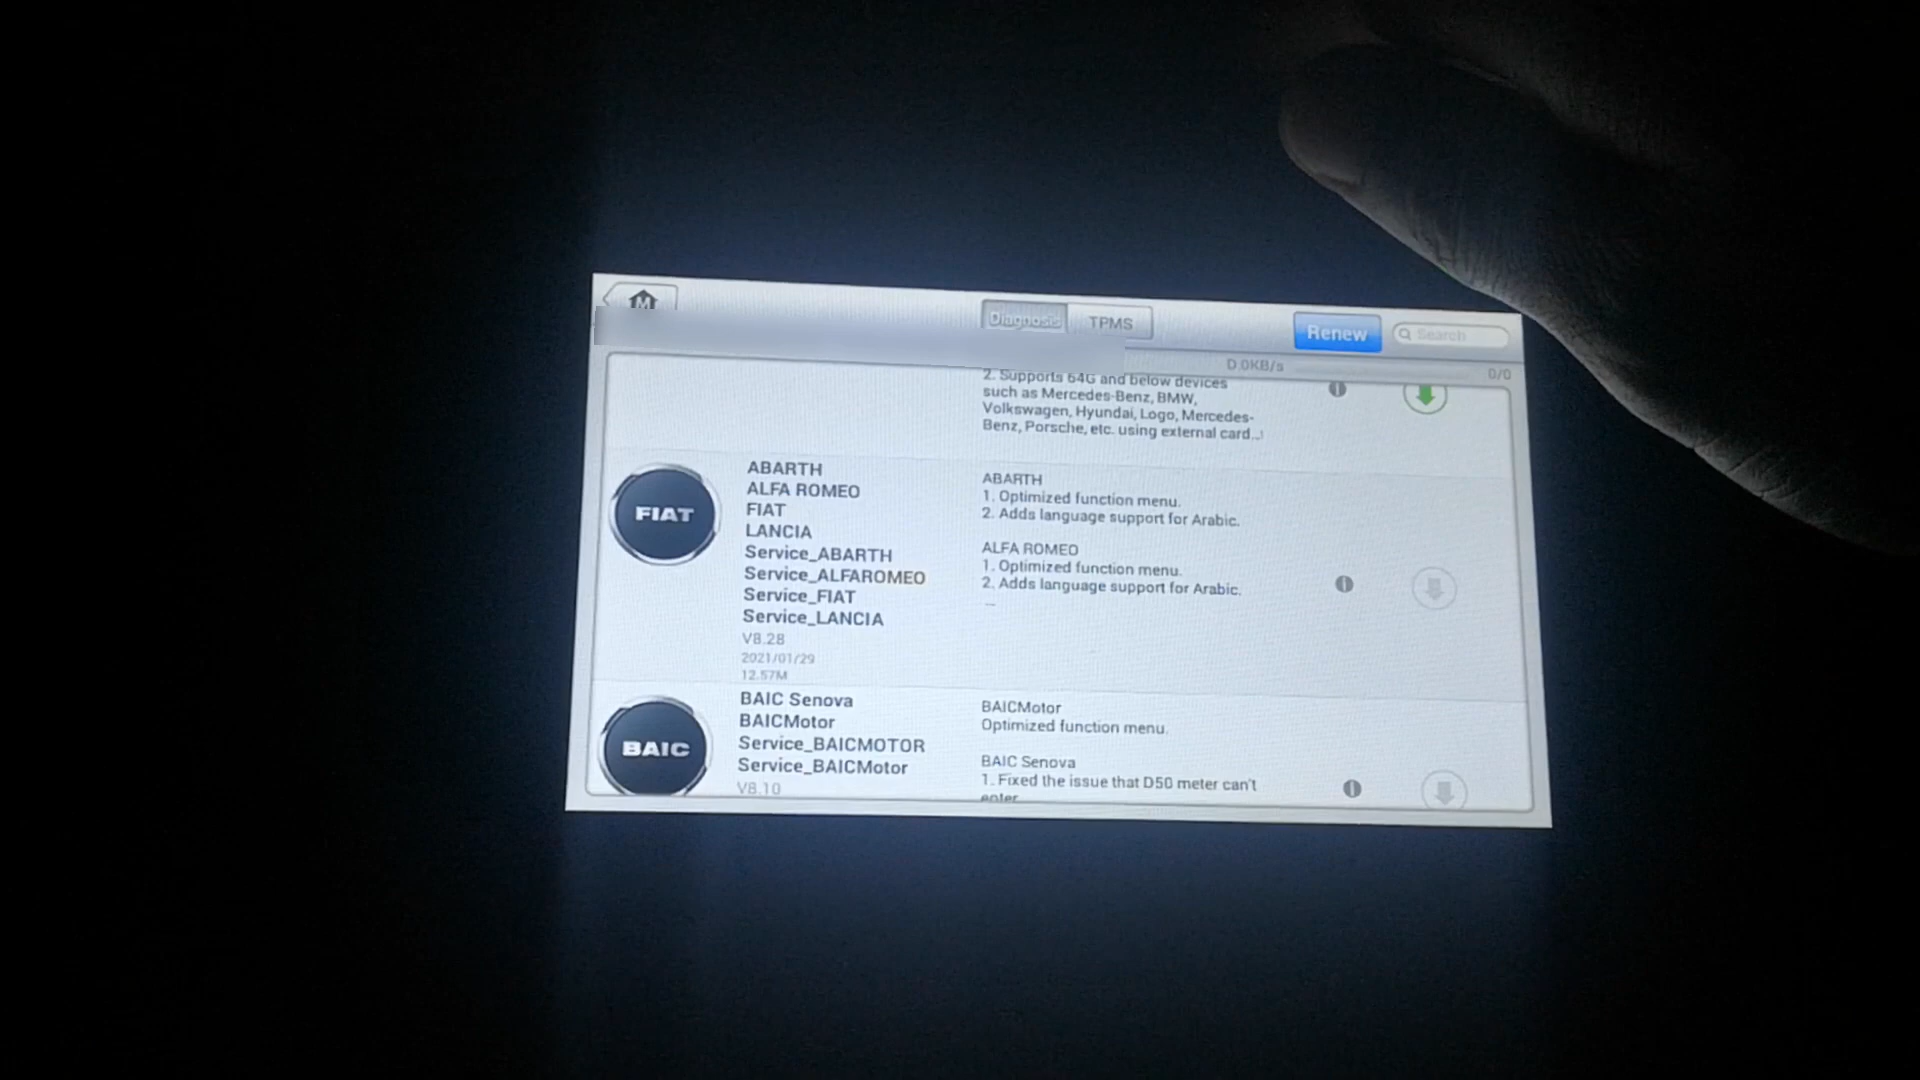 M
Diagnosis
TPMS
Renew
Search
D.0KB/s
0/0
2. Supports 64G and below devices
such as Mercedes-Benz, BMW,
Volkswagen, Hyundai, Logo, Mercedes-
Benz, Porsche, etc. using external card...
FIAT
ABARTH
ALFA ROMEO
FIAT
LANCIA
Service_ABARTH
Service_ALFAROMEO
Service_FIAT
Service_LANCIA
V8.28
2021/01/29
12.57M
ABARTH
1. Optimized function menu.
2. Adds language support for Arabic.
ALFA ROMEO
1. Optimized function menu.
2. Adds language support for Arabic.
...
BAIC
BAIC Senova
BAICMotor
Service_BAICMOTOR
Service_BAICMotor
V8.10
BAICMotor
Optimized function menu.
BAIC Senova
1. Fixed the issue that D50 meter can't
enter